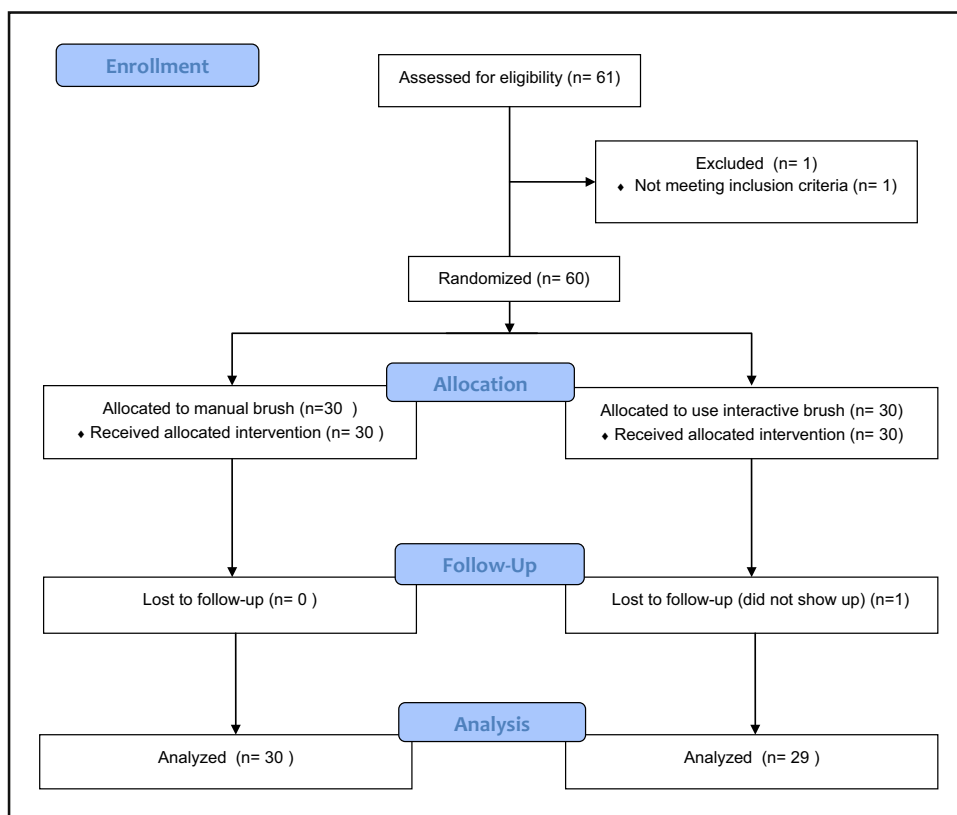 Enrollment
Assessed for eligibility (n= 61)
Excluded (n= 1)
♦ Not meeting inclusion criteria (n= 1)
Randomized (n= 60)
Allocation
Allocated to manual brush (n=30 )
♦ Received allocated intervention (n= 30 )
Allocated to use interactive brush (n= 30)
♦ Received allocated intervention (n= 30)
Follow-Up
Lost to follow-up (n= 0 )
Lost to follow-up (did not show up) (n=1)
Analysis
Analyzed (n= 30 )
Analyzed (n= 29 )